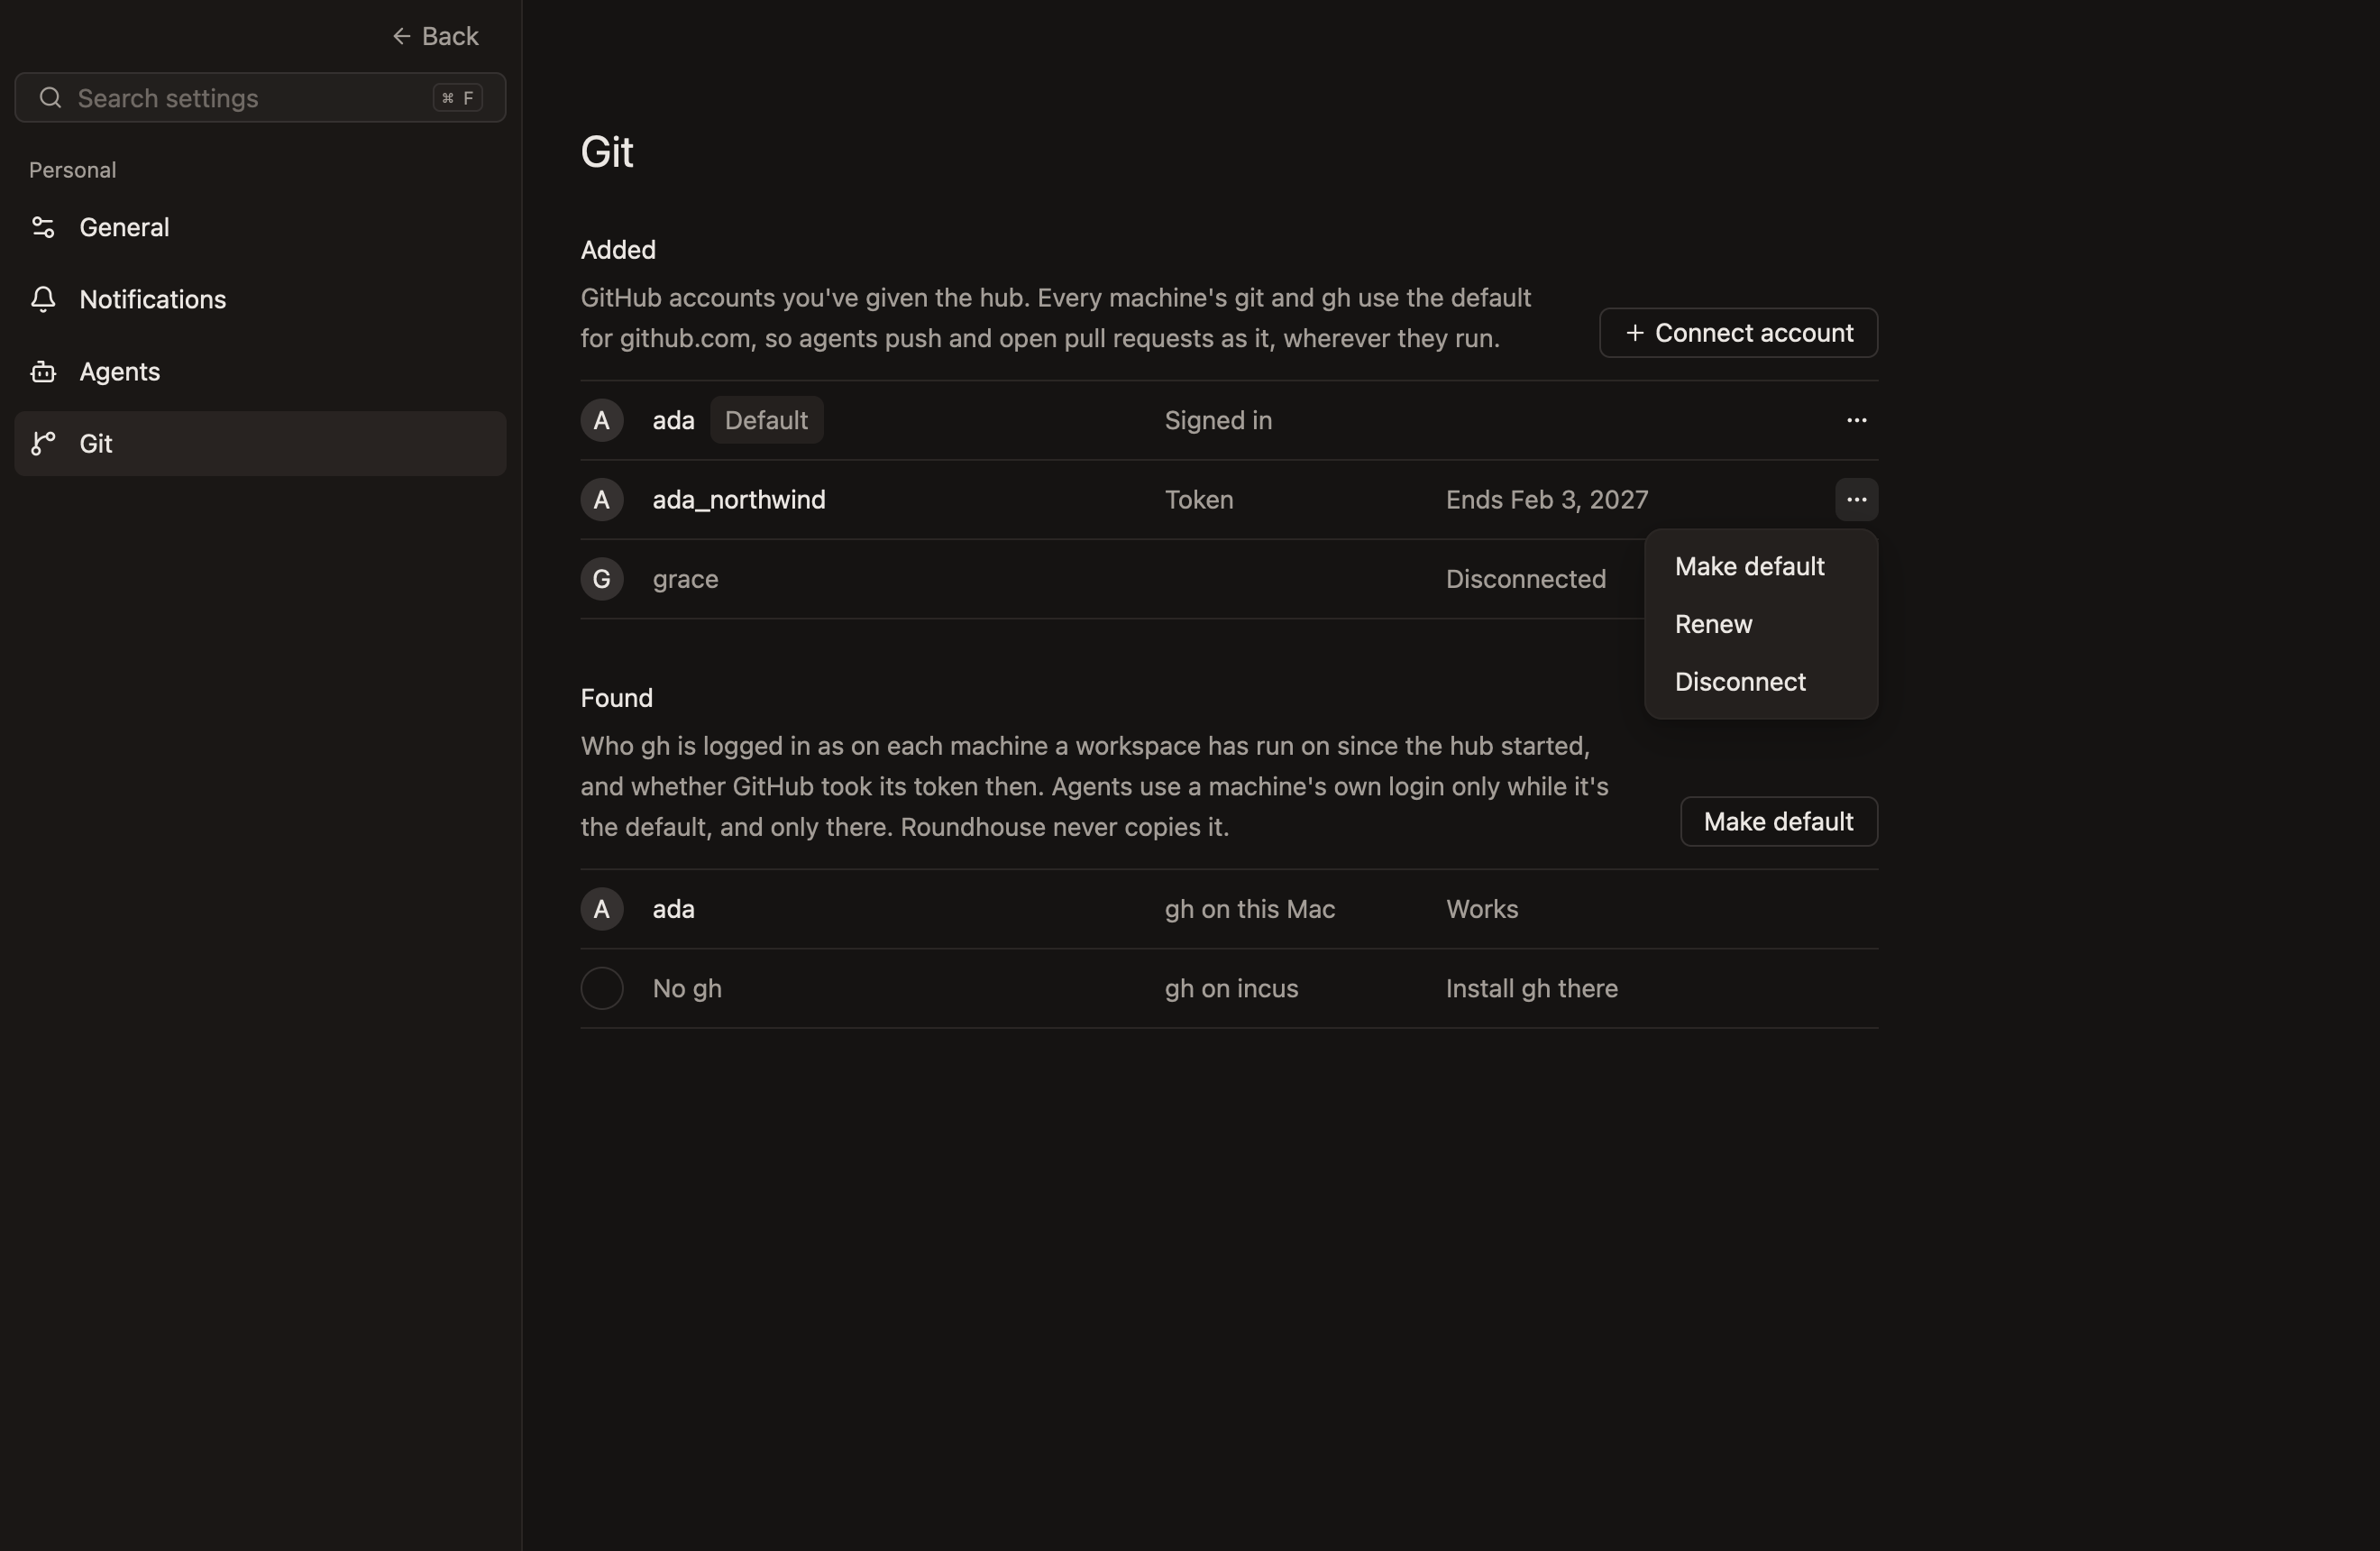 Back
Search settings
⌘ F
Personal
General
Notifications
Agents
Git
Git
Added
GitHub accounts you've given the hub. Every machine's git and gh use the default
for github.com, so agents push and open pull requests as it, wherever they run.
Connect account
A ada Default Signed in
A ada_northwind Token Ends Feb 3, 2027
G grace Disconnected
Make default
Renew
Disconnect
Found
Who gh is logged in as on each machine a workspace has run on since the hub started,
and whether GitHub took its token then. Agents use a machine's own login only while it's
the default, and only there. Roundhouse never copies it.
Make default
A ada gh on this Mac Works
No gh gh on incus Install gh there